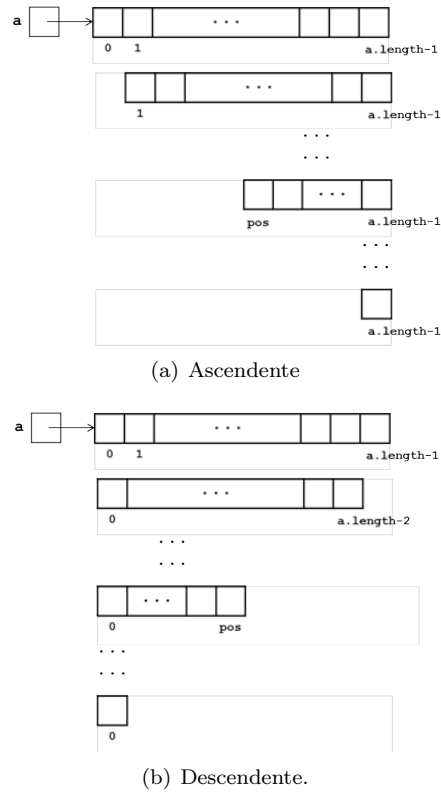 a
...
0 1 a.length-1
...
1 a.length-1
...
...
...
pos a.length-1
...
...
a.length-1
(a) Ascendente
a
...
0 1 a.length-1
...
0 a.length-2
...
...
...
0 pos
...
...
0
(b) Descendente.